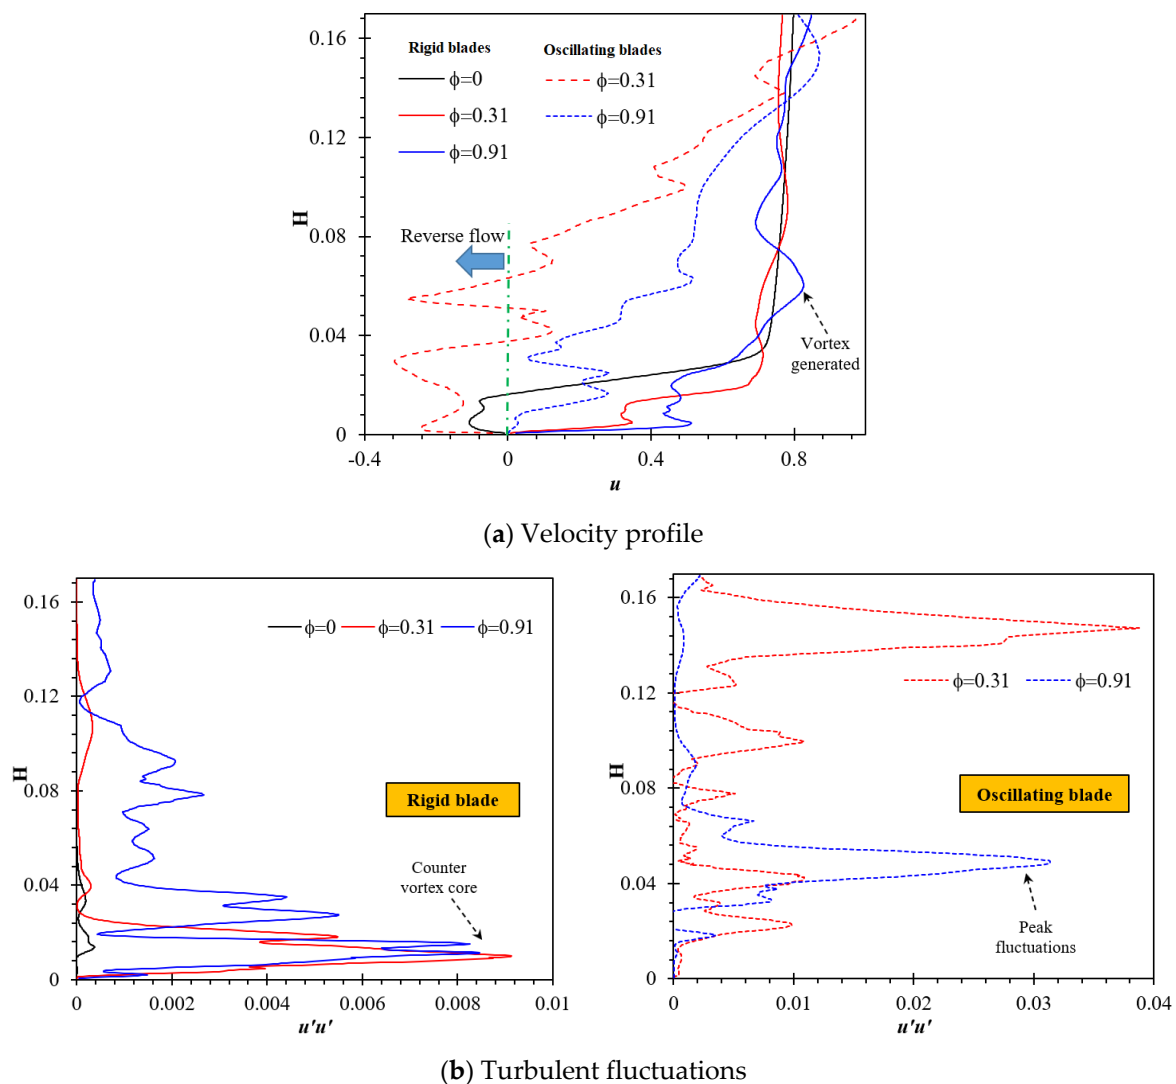 Rigid blades
Oscillating blades
ϕ=0
ϕ=0.31
ϕ=0.31
ϕ=0.91
ϕ=0.91
0.16
0.12
H
Reverse flow
0.08
0.04
Vortex
generated
0
-0.4
0
0.4
0.8
u
(a) Velocity profile
0.16
ϕ=0
ϕ=0.31
ϕ=0.91
0.12
H
0.08
Rigid blade
Counter
vortex core
0.04
0
0
0.002
0.004
0.006
0.008
0.01
u'u'
0.16
0.12
ϕ=0.31
ϕ=0.91
H
0.08
Oscillating blade
0.04
Peak
fluctuations
0
0
0.01
0.02
0.03
0.04
u'u'
(b) Turbulent fluctuations